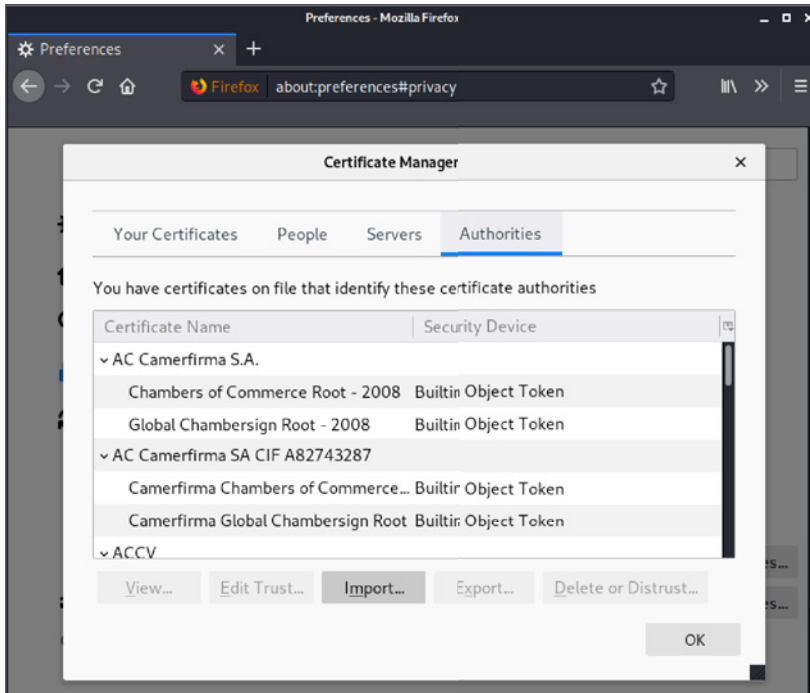 Preferences - Mozilla Firefox
Preferences
Firefox about:preferences#privacy
Certificate Manager
Your Certificates People Servers Authorities
You have certificates on file that identify these certificate authorities
Certificate Name Security Device
AC Camerfirma S.A.
Chambers of Commerce Root - 2008 Builtin Object Token
Global Chambersign Root - 2008 Builtin Object Token
AC Camerfirma SA CIF A82743287
Camerfirma Chambers of Commerce... Builtin Object Token
Camerfirma Global Chambersign Root Builtin Object Token
ACCV
View... Edit Trust... Import... Export... Delete or Distrust...
OK